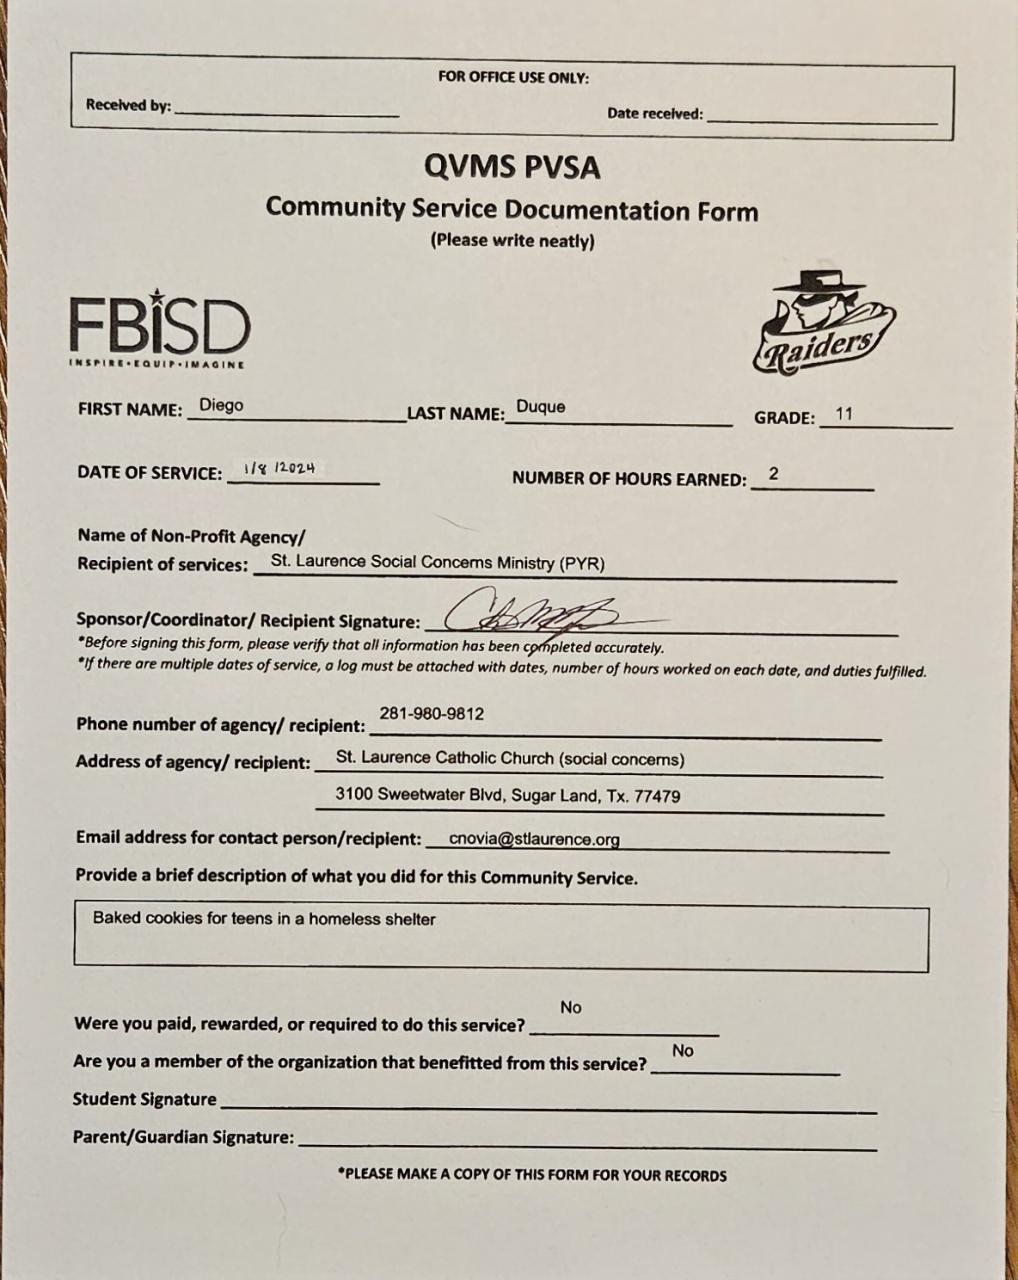 FOR OFFICE USE ONLY:
Received by: Date received:
QVMS PVSA
Community Service Documentation Form
(Please write neatly)
FBISD
INSPIRE•EQUIP•IMAGINE
Raiders
FIRST NAME: Diego LAST NAME: Duque GRADE: 11
DATE OF SERVICE: 1/8/2024 NUMBER OF HOURS EARNED: 2
Name of Non-Profit Agency/
Recipient of services: St. Laurence Social Concerns Ministry (PYR)
Sponsor/Coordinator/ Recipient Signature:
*Before signing this form, please verify that all information has been completed accurately.
*If there are multiple dates of service, a log must be attached with dates, number of hours worked on each date, and duties fulfilled.
Phone number of agency/ recipient: 281-980-9812
Address of agency/ recipient: St. Laurence Catholic Church (social concerns)
3100 Sweetwater Blvd, Sugar Land, Tx. 77479
Email address for contact person/recipient: cnovia@stlaurence.org
Provide a brief description of what you did for this Community Service.
Baked cookies for teens in a homeless shelter
Were you paid, rewarded, or required to do this service? No
Are you a member of the organization that benefitted from this service? No
Student Signature
Parent/Guardian Signature:
*PLEASE MAKE A COPY OF THIS FORM FOR YOUR RECORDS